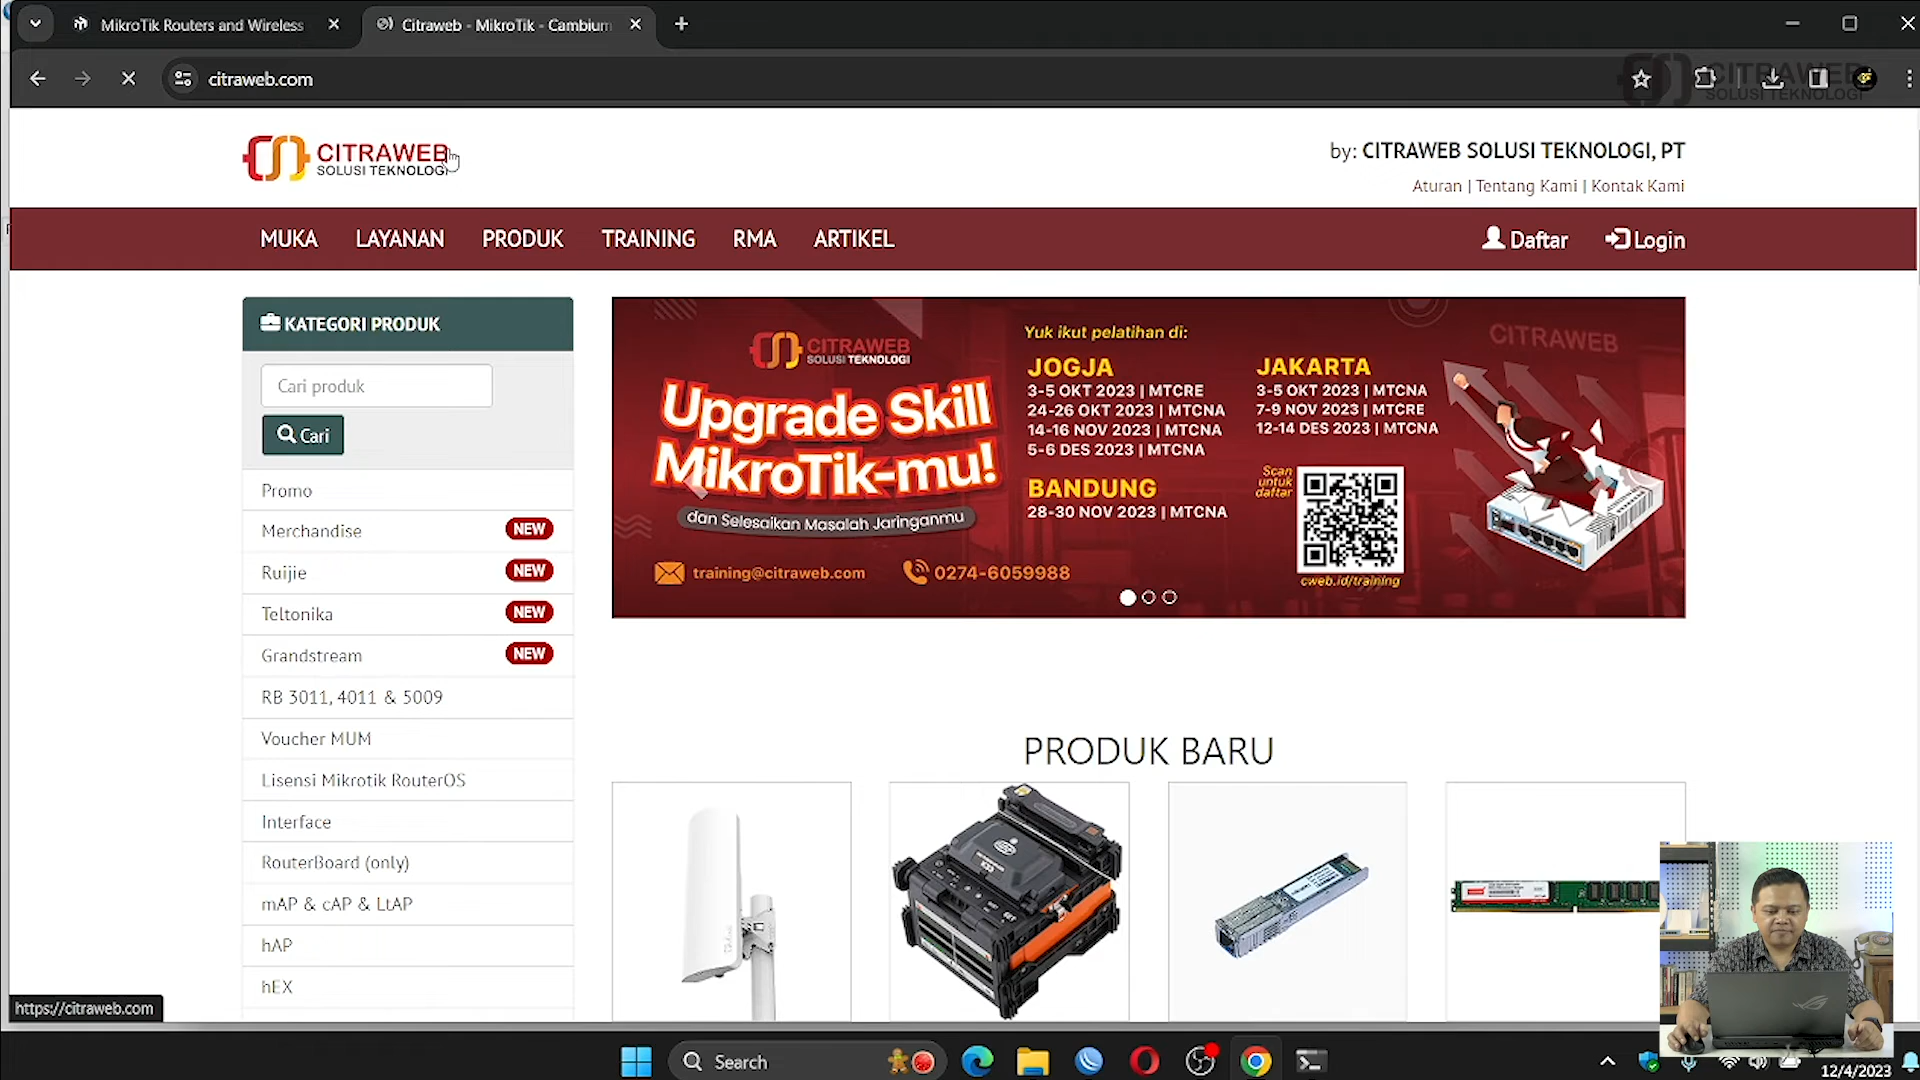 MikroTik Routers and Wireless
Citraweb - MikroTik - Cambium
citraweb.com
CITRAWEB
SOLUSI TEKNOLOGI
CITRAWEB
SOLUSI TEKNOLOGI
by: CITRAWEB SOLUSI TEKNOLOGI, PT
Aturan | Tentang Kami | Kontak Kami
MUKA LAYANAN PRODUK TRAINING RMA ARTIKEL Daftar Login
KATEGORI PRODUK
Cari produk
Cari
Promo
Merchandise NEW
Ruijie NEW
Teltonika NEW
Grandstream NEW
RB 3011, 4011 & 5009
Voucher MUM
Lisensi Mikrotik RouterOS
Interface
RouterBoard (only)
mAP & cAP & LtAP
hAP
hEX
CITRAWEB
SOLUSI TEKNOLOGI
Upgrade Skill
MikroTik-mu!
dan Selesaikan Masalah Jaringanmu
training@citraweb.com 0274-6059988
Yuk ikut pelatihan di:
JOGJA
3-5 OKT 2023 | MTCRE
24-26 OKT 2023 | MTCNA
14-16 NOV 2023 | MTCNA
5-6 DES 2023 | MTCNA
BANDUNG
28-30 NOV 2023 | MTCNA
JAKARTA
3-5 OKT 2023 | MTCNA
7-9 NOV 2023 | MTCRE
12-14 DES 2023 | MTCNA
Scan
untuk
daftar
cweb.id/training
CITRAWEB
PRODUK BARU
https://citraweb.com
Search
12/4/2023